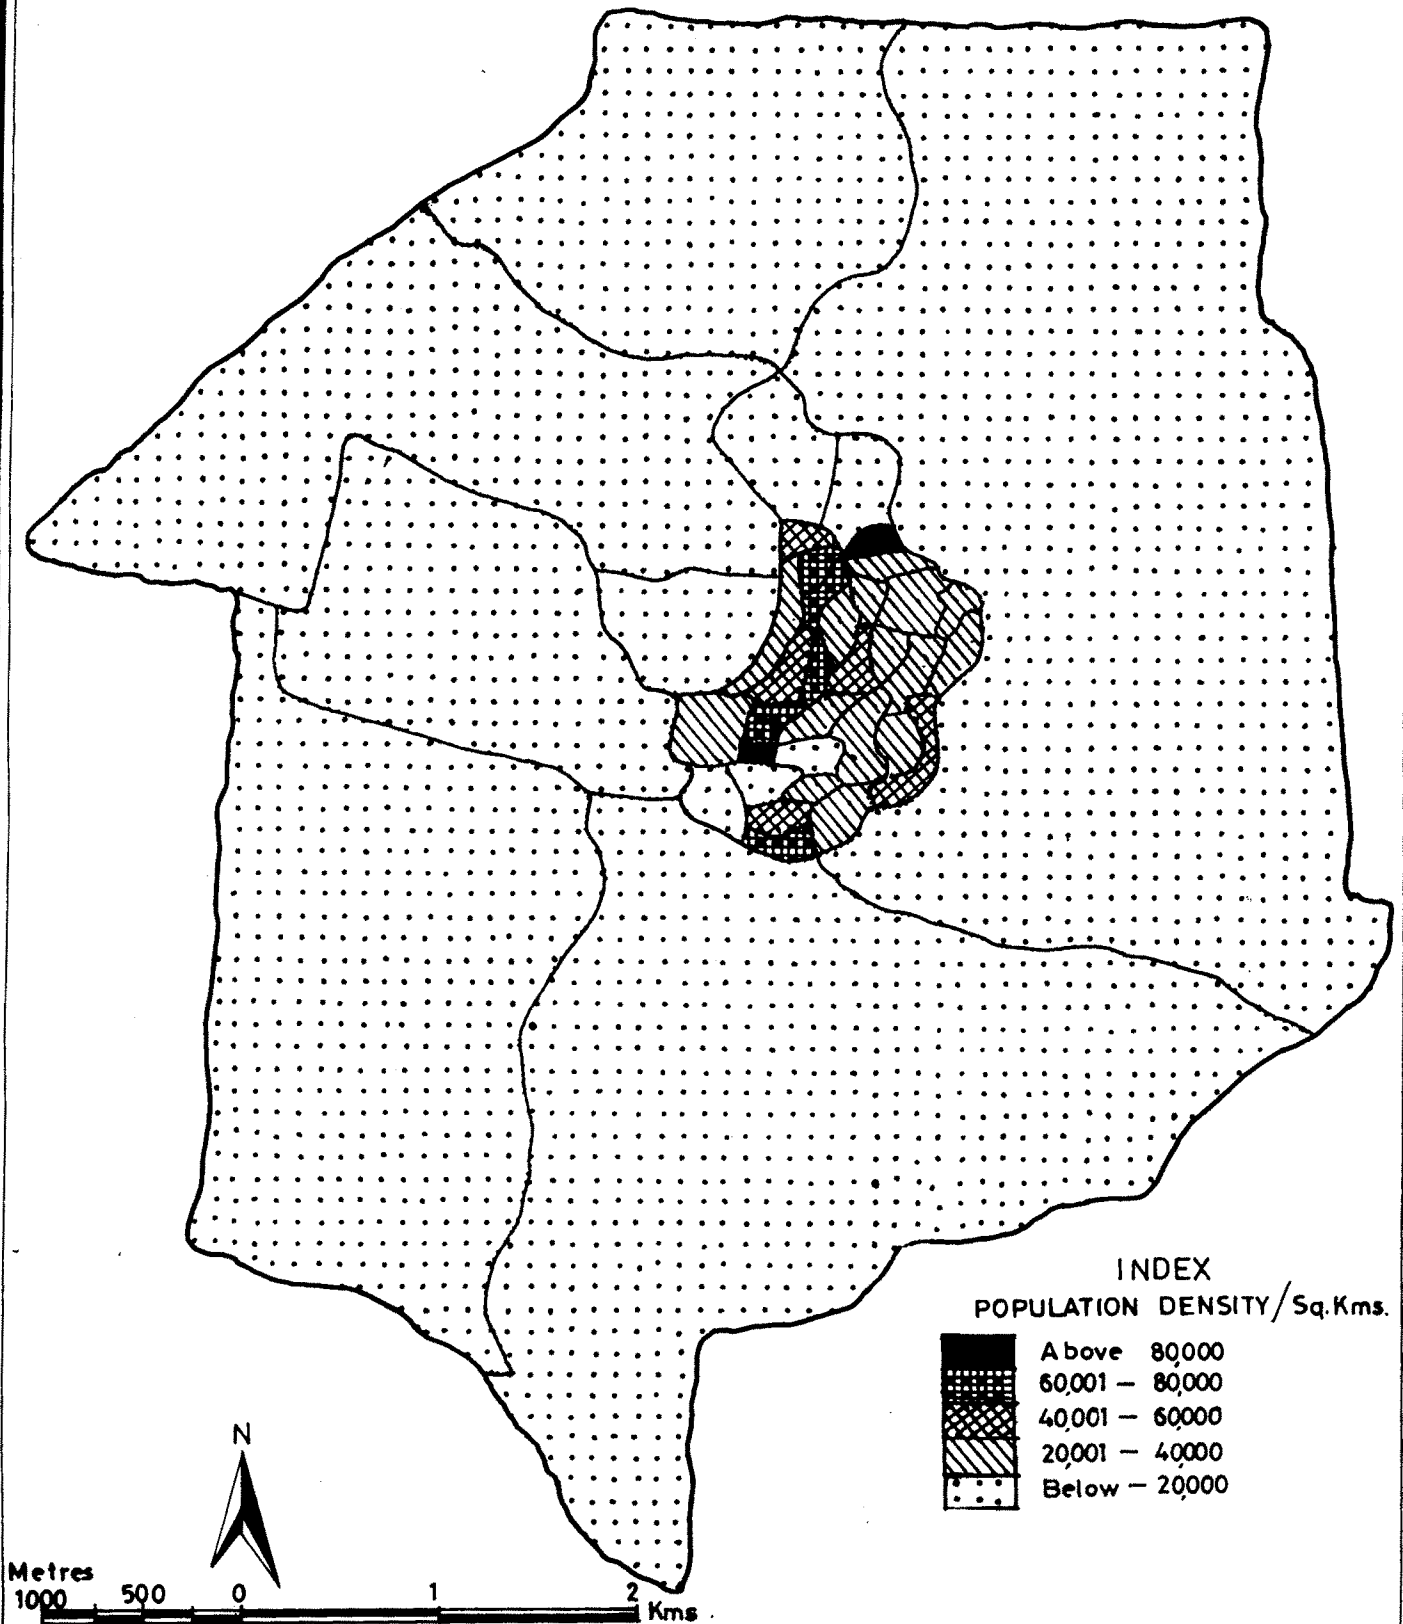 INDEX
POPULATION DENSITY/Sq.Kms.
Above 80,000
60,001 – 80,000
40,001 – 60,000
20,001 – 40,000
Below – 20,000
N
Metres
1000 500 0 1 2
Kms